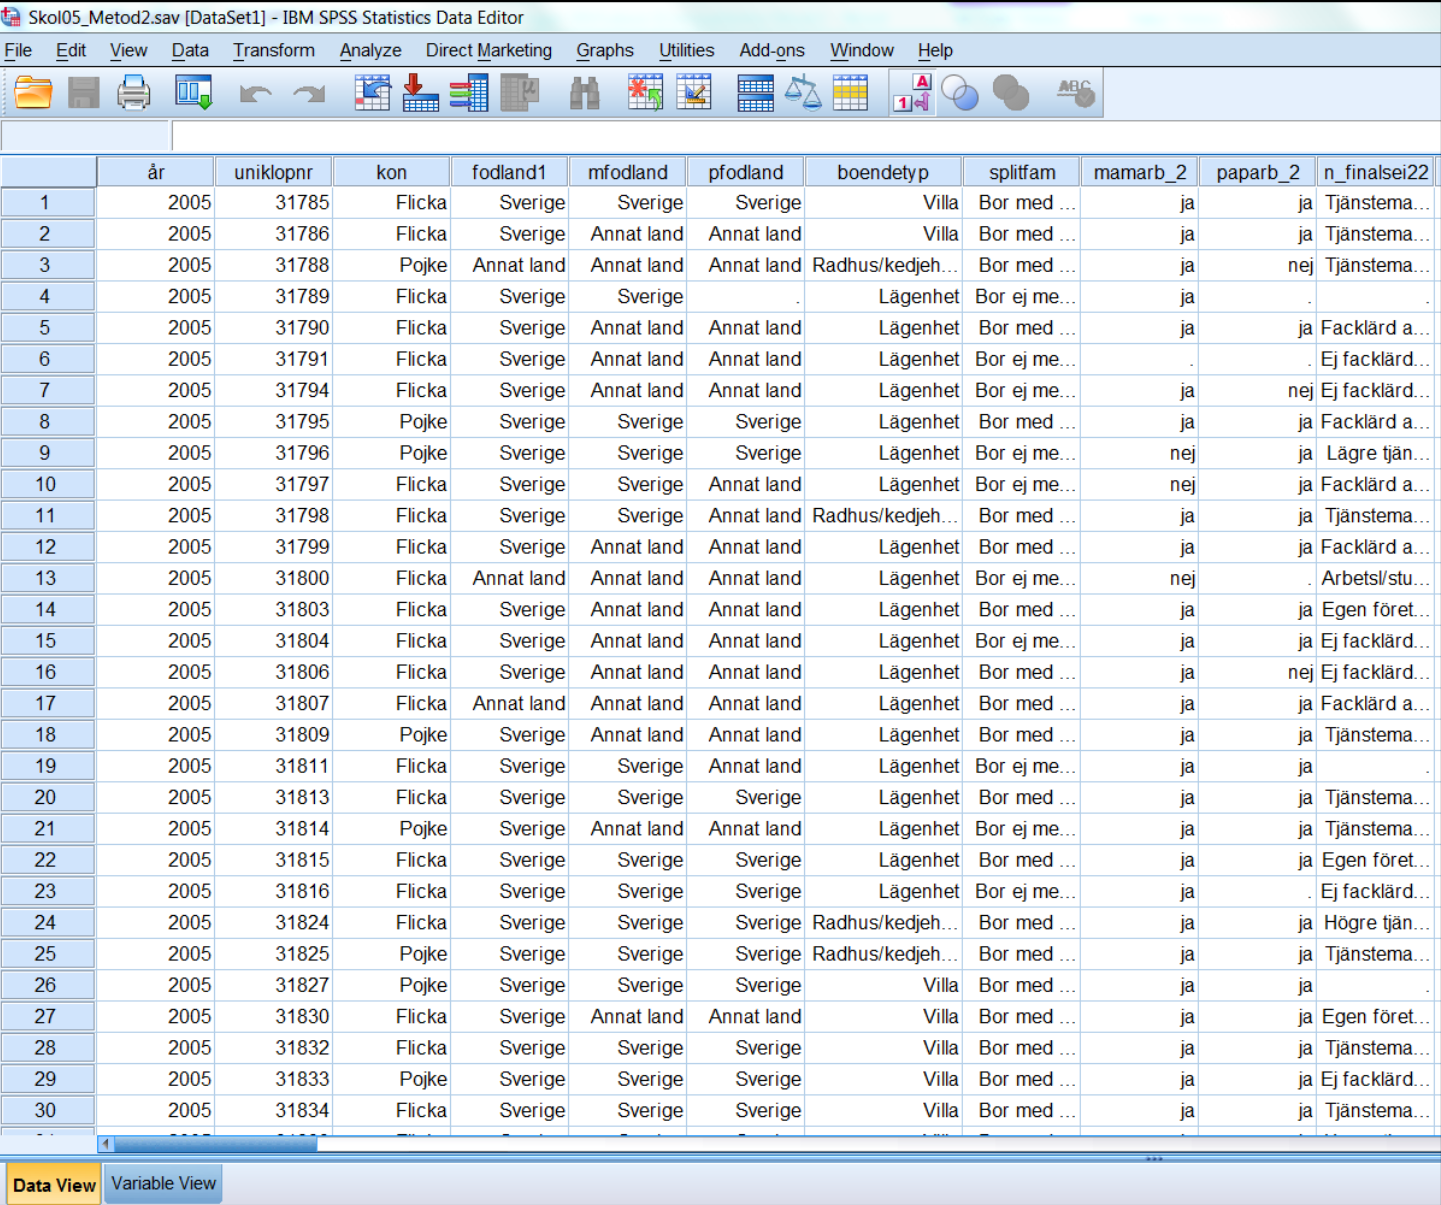 Skol05_Metod2.sav [DataSet1] - IBM SPSS Statistics Data Editor
File Edit View Data Transform Analyze Direct Marketing Graphs Utilities Add-ons Window Help
A 1 µ ABC
år uniklopnr kon fodland1 mfodland pfodland boendetyp splitfam mamarb_2 paparb_2 n_finalsei22
1 2005 31785 Flicka Sverige Sverige Sverige Villa Bor med ... ja ja Tjänstema...
2 2005 31786 Flicka Sverige Annat land Annat land Villa Bor med ... ja ja Tjänstema...
3 2005 31788 Pojke Annat land Annat land Annat land Radhus/kedjeh... Bor med ... ja nej Tjänstema...
4 2005 31789 Flicka Sverige Sverige . Lägenhet Bor ej me... ja . .
5 2005 31790 Flicka Sverige Annat land Annat land Lägenhet Bor med ... ja ja Facklärd a...
6 2005 31791 Flicka Sverige Annat land Annat land Lägenhet Bor ej me... . . Ej facklärd...
7 2005 31794 Flicka Sverige Annat land Annat land Lägenhet Bor ej me... ja nej Ej facklärd...
8 2005 31795 Pojke Sverige Sverige Sverige Lägenhet Bor med ... ja ja Facklärd a...
9 2005 31796 Pojke Sverige Sverige Sverige Lägenhet Bor ej me... nej ja Lägre tjän...
10 2005 31797 Flicka Sverige Sverige Annat land Lägenhet Bor ej me... nej ja Facklärd a...
11 2005 31798 Flicka Sverige Sverige Annat land Radhus/kedjeh... Bor med ... ja ja Tjänstema...
12 2005 31799 Flicka Sverige Annat land Annat land Lägenhet Bor med ... ja ja Facklärd a...
13 2005 31800 Flicka Annat land Annat land Annat land Lägenhet Bor ej me... nej . Arbetsl/stu...
14 2005 31803 Flicka Sverige Annat land Annat land Lägenhet Bor med ... ja ja Egenföret...
15 2005 31804 Flicka Sverige Annat land Annat land Lägenhet Bor ej me... ja ja Ej facklärd...
16 2005 31806 Flicka Sverige Annat land Annat land Lägenhet Bor med ... ja nej Ej facklärd...
17 2005 31807 Flicka Annat land Annat land Annat land Lägenhet Bor med ... ja ja Facklärd a...
18 2005 31809 Pojke Sverige Annat land Annat land Lägenhet Bor med ... ja ja Tjänstema...
19 2005 31811 Flicka Sverige Sverige Annat land Lägenhet Bor ej me... ja ja .
20 2005 31813 Flicka Sverige Sverige Sverige Lägenhet Bor med ... ja ja Tjänstema...
21 2005 31814 Pojke Sverige Annat land Annat land Lägenhet Bor ej me... ja ja Tjänstema...
22 2005 31815 Flicka Sverige Sverige Sverige Lägenhet Bor med ... ja ja Egen föret...
23 2005 31816 Flicka Sverige Sverige Sverige Lägenhet Bor ej me... ja . Ej facklärd...
24 2005 31824 Flicka Sverige Sverige Sverige Radhus/kedjeh... Bor med ... ja ja Högre tjän...
25 2005 31825 Pojke Sverige Sverige Sverige Radhus/kedjeh... Bor med ... ja ja Tjänstema...
26 2005 31827 Pojke Sverige Sverige Sverige Villa Bor med ... ja ja .
27 2005 31830 Flicka Sverige Annat land Annat land Villa Bor med ... ja ja Egen föret...
28 2005 31832 Flicka Sverige Sverige Sverige Villa Bor med ... ja ja Tjänstema...
29 2005 31833 Pojke Sverige Sverige Sverige Villa Bor med ... ja ja Ej facklärd...
30 2005 31834 Flicka Sverige Sverige Sverige Villa Bor med ... ja ja Tjänstema...
Data View Variable View